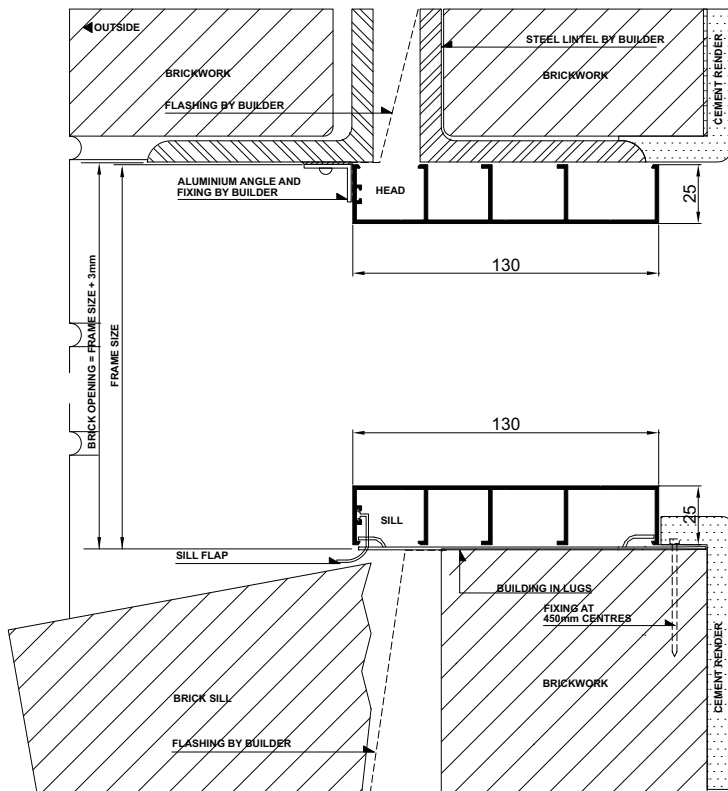 OUTSIDE
STEEL LINTEL BY BUILDER
BRICKWORK
BRICKWORK
CEMENT RENDER
FLASHING BY BUILDER
ALUMINIUM ANGLE AND
FIXING BY BUILDER
HEAD
25
130
BRICK OPENING = FRAME SIZE + 3mm
FRAME SIZE
130
SILL
25
SILL FLAP
BUILDING IN LUGS
FIXING AT
450mm CENTRES
CEMENT RENDER
BRICK SILL
BRICKWORK
FLASHING BY BUILDER